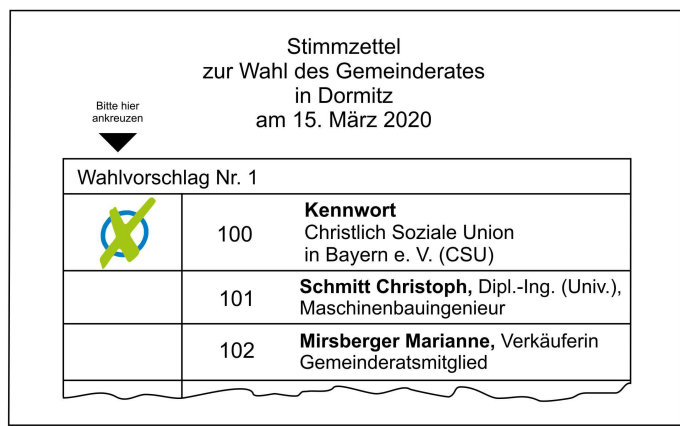 Stimmzettel
zur Wahl des Gemeinderates
in Dormitz
am 15. März 2020
Bitte hier
ankreuzen
Wahlvorschlag Nr. 1
100
Kennwort
Christlich Soziale Union
in Bayern e. V. (CSU)
101
Schmitt Christoph, Dipl.-Ing. (Univ.),
Maschinenbauingenieur
102
Mirsberger Marianne, Verkäuferin
Gemeinderatsmitglied